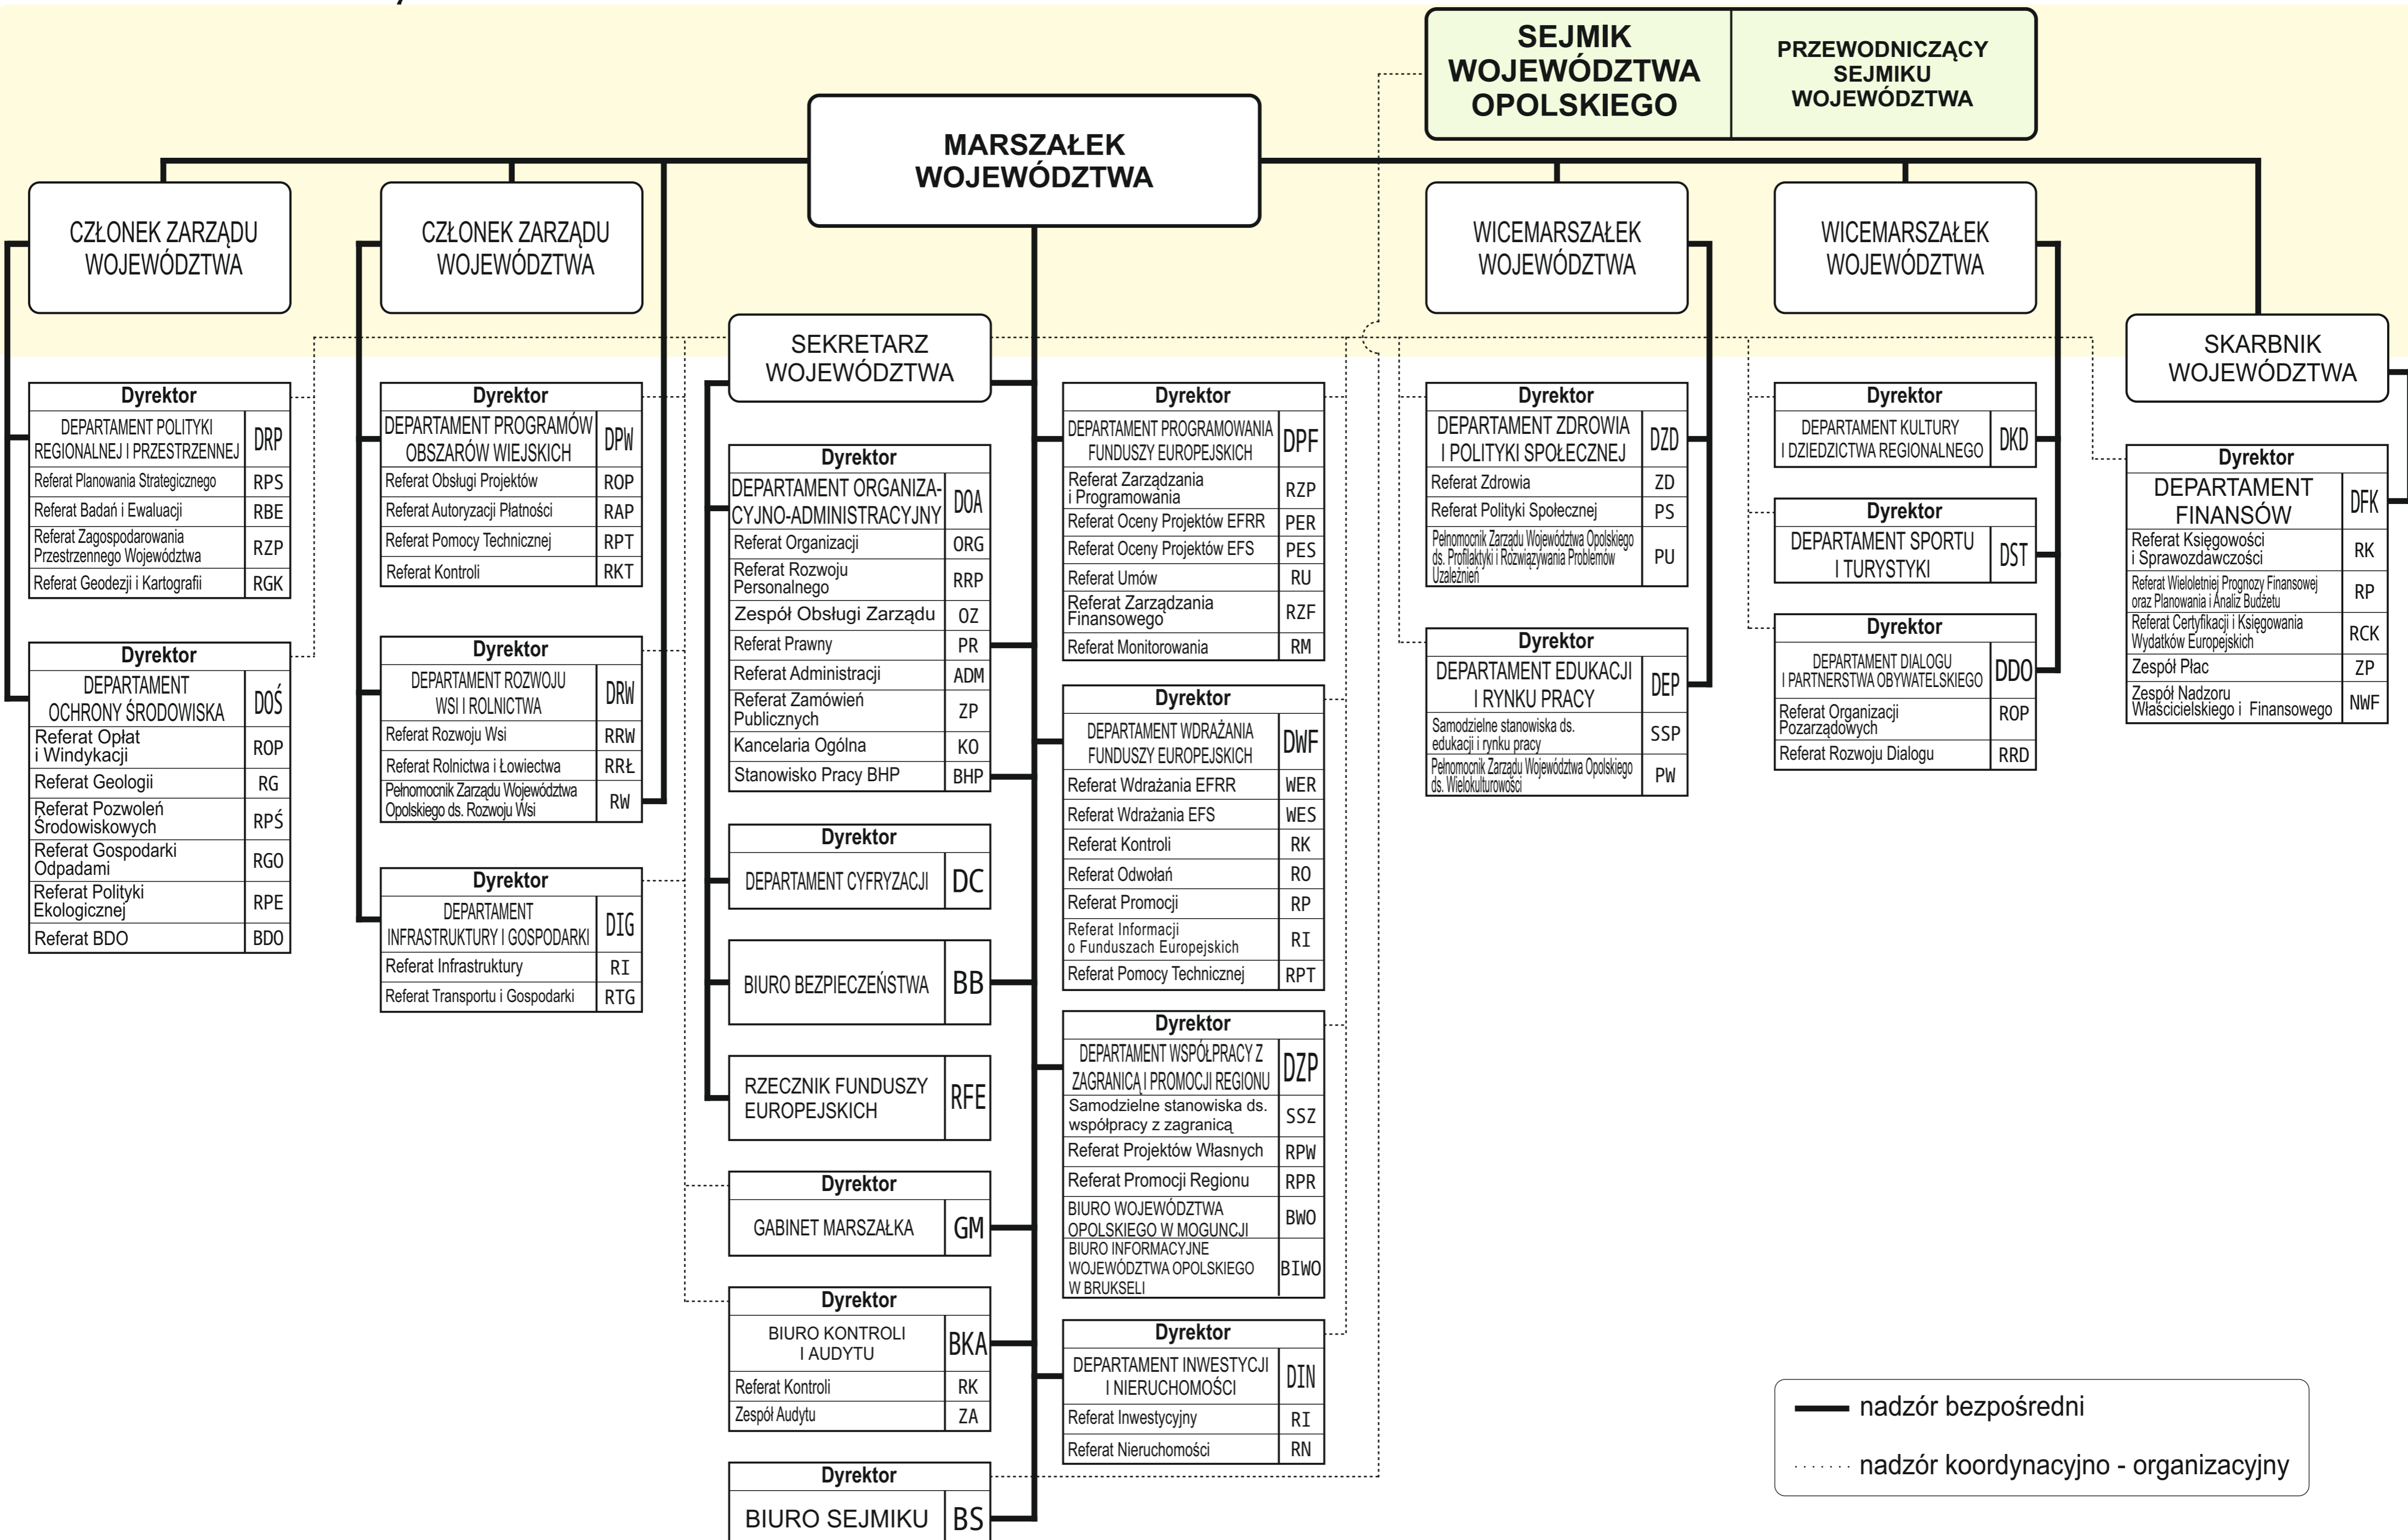 SEJMIK
WOJEWÓDZTWA
OPOLSKIEGO
PRZEWODNICZĄCY
SEJMIKU
WOJEWÓDZTWA
MARSZAŁEK
WOJEWÓDZTWA
CZŁONEK ZARZĄDU
WOJEWÓDZTWA
CZŁONEK ZARZĄDU
WOJEWÓDZTWA
WICEMARSZAŁEK
WOJEWÓDZTWA
WICEMARSZAŁEK
WOJEWÓDZTWA
SEKRETARZ
WOJEWÓDZTWA
SKARBNIK
WOJEWÓDZTWA
Dyrektor
DEPARTAMENT POLITYKI
REGIONALNEJ I PRZESTRZENNEJ
DRP
Referat Planowania Strategicznego RPS
Referat Badań i Ewaluacji RBE
Referat Zagospodarowania
Przestrzennego Województwa
RZP
Referat Geodezji i Kartografii RGK
Dyrektor
DEPARTAMENT
OCHRONY ŚRODOWISKA
DOŚ
Referat Opłat
i Windykacji
ROP
Referat Geologii RG
Referat Pozwoleń
Środowiskowych
RPŚ
Referat Gospodarki
Odpadami
RGO
Referat Polityki
Ekologicznej
RPE
Referat BDO BDO
Dyrektor
DEPARTAMENT PROGRAMÓW
OBSZARÓW WIEJSKICH
DPW
Referat Obsługi Projektów ROP
Referat Autoryzacji Płatności RAP
Referat Pomocy Technicznej RPT
Referat Kontroli RKT
Dyrektor
DEPARTAMENT ROZWOJU
WSI I ROLNICTWA
DRW
Referat Rozwoju Wsi RRW
Referat Rolnictwa i Łowiectwa RRŁ
Pełnomocnik Zarządu Województwa
Opolskiego ds. Rozwoju Wsi
RW
Dyrektor
DEPARTAMENT
INFRASTRUKTURY I GOSPODARKI
DIG
Referat Infrastruktury RI
Referat Transportu i Gospodarki RTG
Dyrektor
DEPARTAMENT ORGANIZA-
CYJNO-ADMINISTRACYJNY
DOA
Referat Organizacji ORG
Referat Rozwoju
Personalnego
RRP
Zespół Obsługi Zarządu OZ
Referat Prawny PR
Referat Administracji ADM
Referat Zamówień
Publicznych
ZP
Kancelaria Ogólna KO
Stanowisko Pracy BHP BHP
Dyrektor
DEPARTAMENT CYFRYZACJI DC
BIURO BEZPIECZEŃSTWA BB
RZECZNIK FUNDUSZY
EUROPEJSKICH
RFE
Dyrektor
GABINET MARSZAŁKA GM
Dyrektor
BIURO KONTROLI
I AUDYTU
BKA
Referat Kontroli RK
Zespół Audytu ZA
Dyrektor
BIURO SEJMIKU BS
Dyrektor
DEPARTAMENT PROGRAMOWANIA
FUNDUSZY EUROPEJSKICH
DPF
Referat Zarządzania
i Programowania
RZP
Referat Oceny Projektów EFRR PER
Referat Oceny Projektów EFS PES
Referat Umów RU
Referat Zarządzania
Finansowego
RZF
Referat Monitorowania RM
Dyrektor
DEPARTAMENT WDRAŻANIA
FUNDUSZY EUROPEJSKICH
DWF
Referat Wdrażania EFRR WER
Referat Wdrażania EFS WES
Referat Kontroli RK
Referat Odwołań RO
Referat Promocji RP
Referat Informacji
o Funduszach Europejskich
RI
Referat Pomocy Technicznej RPT
Dyrektor
DEPARTAMENT WSPÓŁPRACY Z
ZAGRANICĄ I PROMOCJI REGIONU
DZP
Samodzielne stanowiska ds.
współpracy z zagranicą
SSZ
Referat Projektów Własnych RPW
Referat Promocji Regionu RPR
BIURO WOJEWÓDZTWA
OPOLSKIEGO W MOGUNCJI
BWO
BIURO INFORMACYJNE
WOJEWÓDZTWA OPOLSKIEGO
W BRUKSELI
BIWO
Dyrektor
DEPARTAMENT INWESTYCJI
I NIERUCHOMOŚCI
DIN
Referat Inwestycyjny RI
Referat Nieruchomości RN
Dyrektor
DEPARTAMENT ZDROWIA
I POLITYKI SPOŁECZNEJ
DZD
Referat Zdrowia ZD
Referat Polityki Społecznej PS
Pełnomocnik Zarządu Województwa Opolskiego
ds. Profilaktyki i Rozwiązywania Problemów
Uzależnień
PU
Dyrektor
DEPARTAMENT EDUKACJI
I RYNKU PRACY
DEP
Samodzielne stanowiska ds.
edukacji i rynku pracy
SSP
Pełnomocnik Zarządu Województwa Opolskiego
ds. Wielokulturowości
PW
Dyrektor
DEPARTAMENT KULTURY
I DZIEDZICTWA REGIONALNEGO
DKD
Dyrektor
DEPARTAMENT SPORTU
I TURYSTYKI
DST
Dyrektor
DEPARTAMENT DIALOGU
I PARTNERSTWA OBYWATELSKIEGO
DDO
Referat Organizacji
Pozarządowych
ROP
Referat Rozwoju Dialogu RRD
Dyrektor
DEPARTAMENT
FINANSÓW
DFK
Referat Księgowości
i Sprawozdawczości
RK
Referat Wieloletniej Prognozy Finansowej
oraz Planowania i Analiz Budżetu
RP
Referat Certyfikacji i Księgowania
Wydatków Europejskich
RCK
Zespół Płac ZP
Zespół Nadzoru
Właścicielskiego i Finansowego
NWF
nadzór bezpośredni
nadzór koordynacyjno - organizacyjny